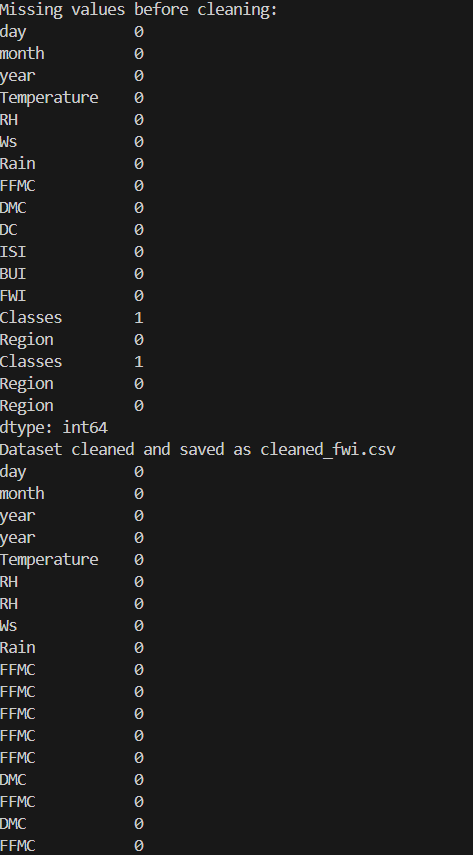 Missing values before cleaning:
day 0
month 0
year 0
Temperature 0
RH 0
Ws 0
Rain 0
FFMC 0
DMC 0
DC 0
ISI 0
BUI 0
FWI 0
Classes 1
Region 0
Classes 1
Region 0
Region 0
dtype: int64
Dataset cleaned and saved as cleaned_fwi.csv
day 0
month 0
year 0
year 0
Temperature 0
RH 0
RH 0
Ws 0
Rain 0
FFMC 0
FFMC 0
FFMC 0
FFMC 0
FFMC 0
DMC 0
FFMC 0
DMC 0
FFMC 0